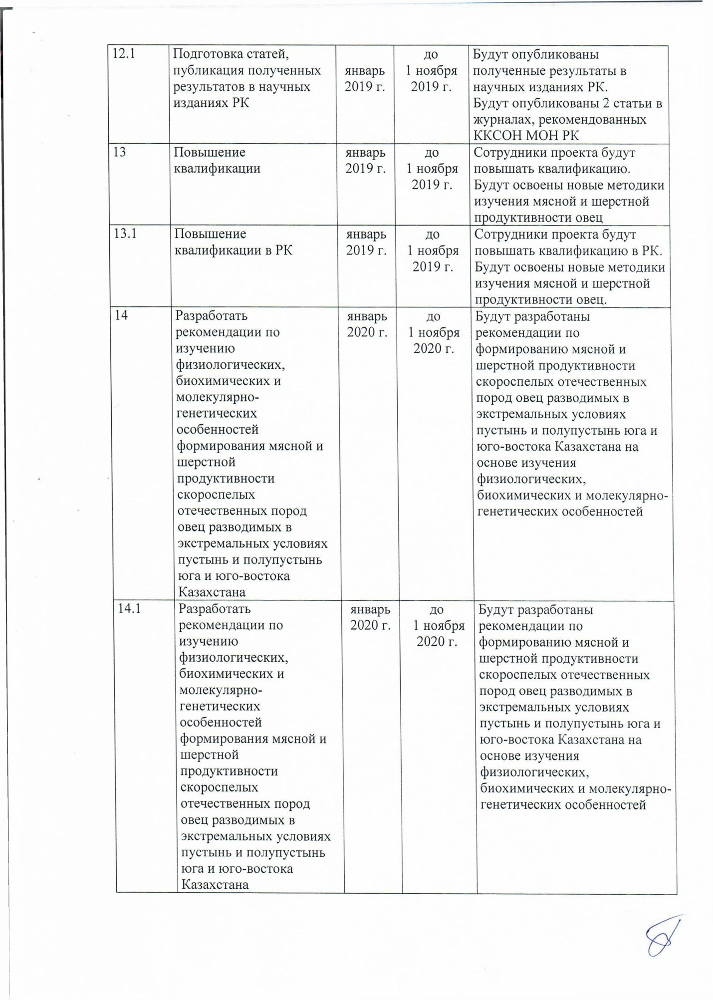 12.1
Подготовка статей,
публикация полученных
результатов в научных
изданиях РК
январь
2019 г.
до
1 ноября
2019 г.
Будут опубликованы
полученные результаты в
научных изданиях РК.
Будут опубликованы 2 статьи в
журналах, рекомендованных
ККСОН МОН РК
13
Повышение
квалификации
январь
2019 г.
до
1 ноября
2019 г.
Сотрудники проекта будут
повышать квалификацию.
Будут освоены новые методики
изучения мясной и шерстной
продуктивности овец
13.1
Повышение
квалификации в РК
январь
2019 г.
до
1 ноября
2019 г.
Сотрудники проекта будут
повышать квалификацию в РК.
Будут освоены новые методики
изучения мясной и шерстной
продуктивности овец.
14
Разработать
рекомендации по
изучению
физиологических,
биохимических и
молекулярно-
генетических
особенностей
формирования мясной и
шерстной
продуктивности
скороспелых
отечественных пород
овец разводимых в
экстремальных условиях
пустынь и полупустынь
юга и юго-востока
Казахстана
январь
2020 г.
до
1 ноября
2020 г.
Будут разработаны
рекомендации по
формированию мясной и
шерстной продуктивности
скороспелых отечественных
пород овец разводимых в
экстремальных условиях
пустынь и полупустынь юга и
юго-востока Казахстана на
основе изучения
физиологических,
биохимических и молекулярно-
генетических особенностей
14.1
Разработать
рекомендации по
изучению
физиологических,
биохимических и
молекулярно-
генетических
особенностей
формирования мясной и
шерстной
продуктивности
скороспелых
отечественных пород
овец разводимых в
экстремальных условиях
пустынь и полупустынь
юга и юго-востока
Казахстана
январь
2020 г.
до
1 ноября
2020 г.
Будут разработаны
рекомендации по
формированию мясной и
шерстной продуктивности
скороспелых отечественных
пород овец разводимых в
экстремальных условиях
пустынь и полупустынь юга и
юго-востока Казахстана на
основе изучения
физиологических,
биохимических и молекулярно-
генетических особенностей